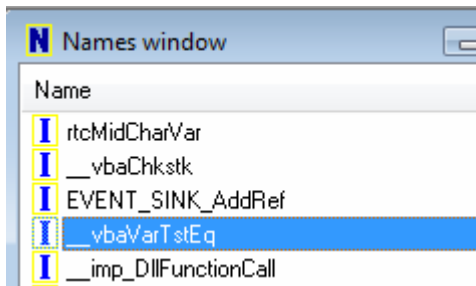 N Names window
Name
I rtcMidCharVar
I __vbaChkstk
I EVENT_SINK_AddRef
I __vbaVarTstEq
I __imp_DllFunctionCall